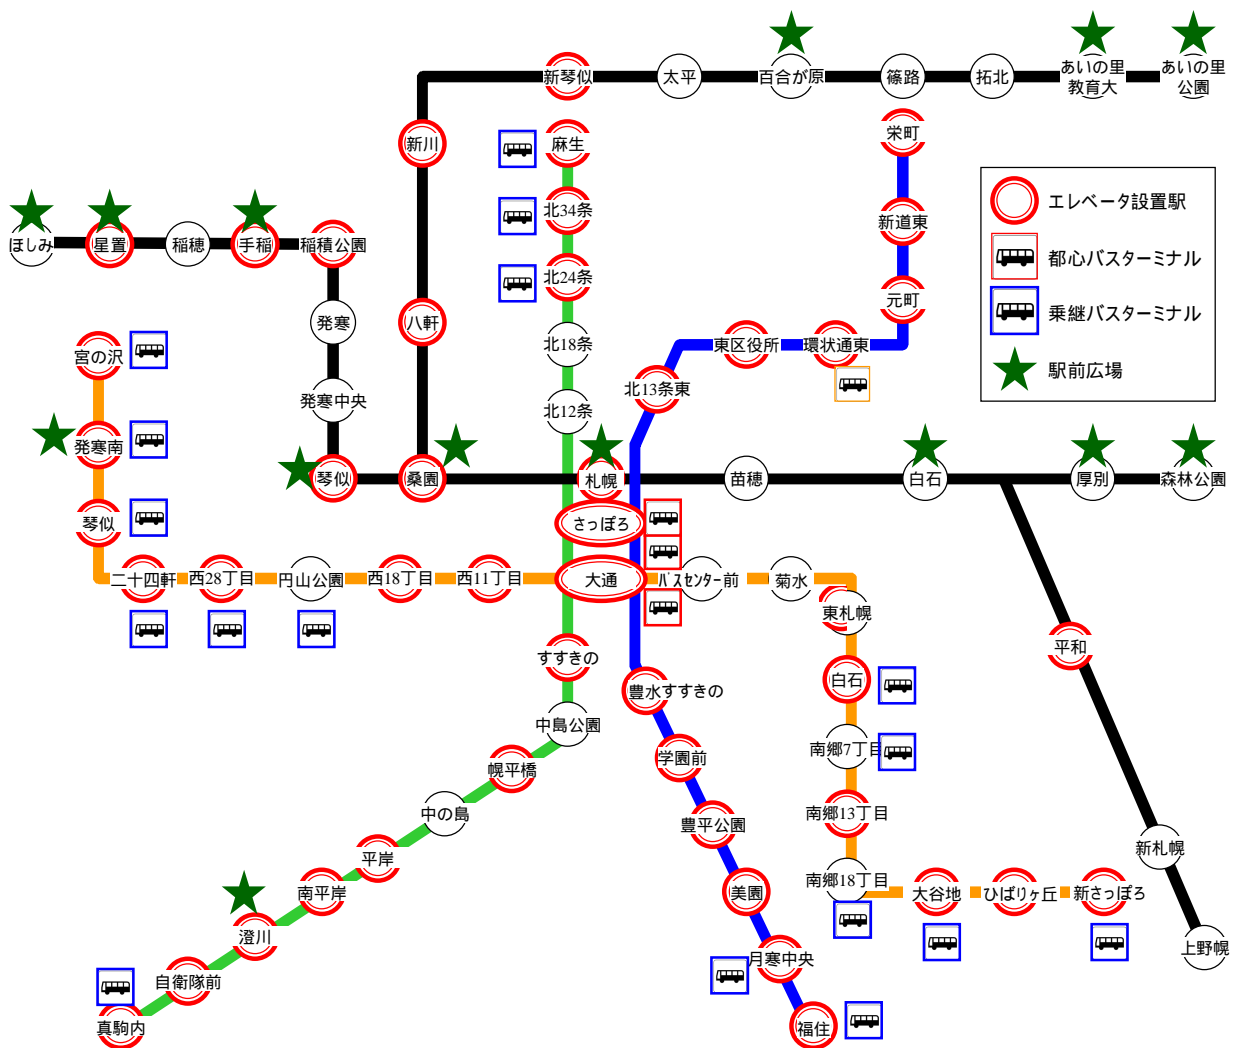 新琴似
太平
百合が原
篠路
拓北
あいの里
教育大
あいの里
公園
新川
麻生
栄町
北34条
新道東
エレベータ設置駅
ほしみ
星置
稲穂
手稲
稲積公園
都心バスターミナル
北24条
元町
乗継バスターミナル
発寒
八軒
北18条
東区役所
環状通東
宮の沢
駅前広場
北13条東
発寒中央
北12条
発寒南
琴似
桑園
札幌
苗穂
白石
厚別
森林公園
琴似
さっぽろ
二十四軒
西28丁目
円山公園
西18丁目
西11丁目
大通
バスセンター前
菊水
東札幌
平和
すすきの
白石
豊水すすきの
中島公園
南郷7丁目
学園前
幌平橋
中の島
南郷13丁目
豊平公園
新札幌
平岸
南郷18丁目
南平岸
美園
大谷地
ひばりヶ丘
新さっぽろ
澄川
上野幌
月寒中央
自衛隊前
真駒内
福住